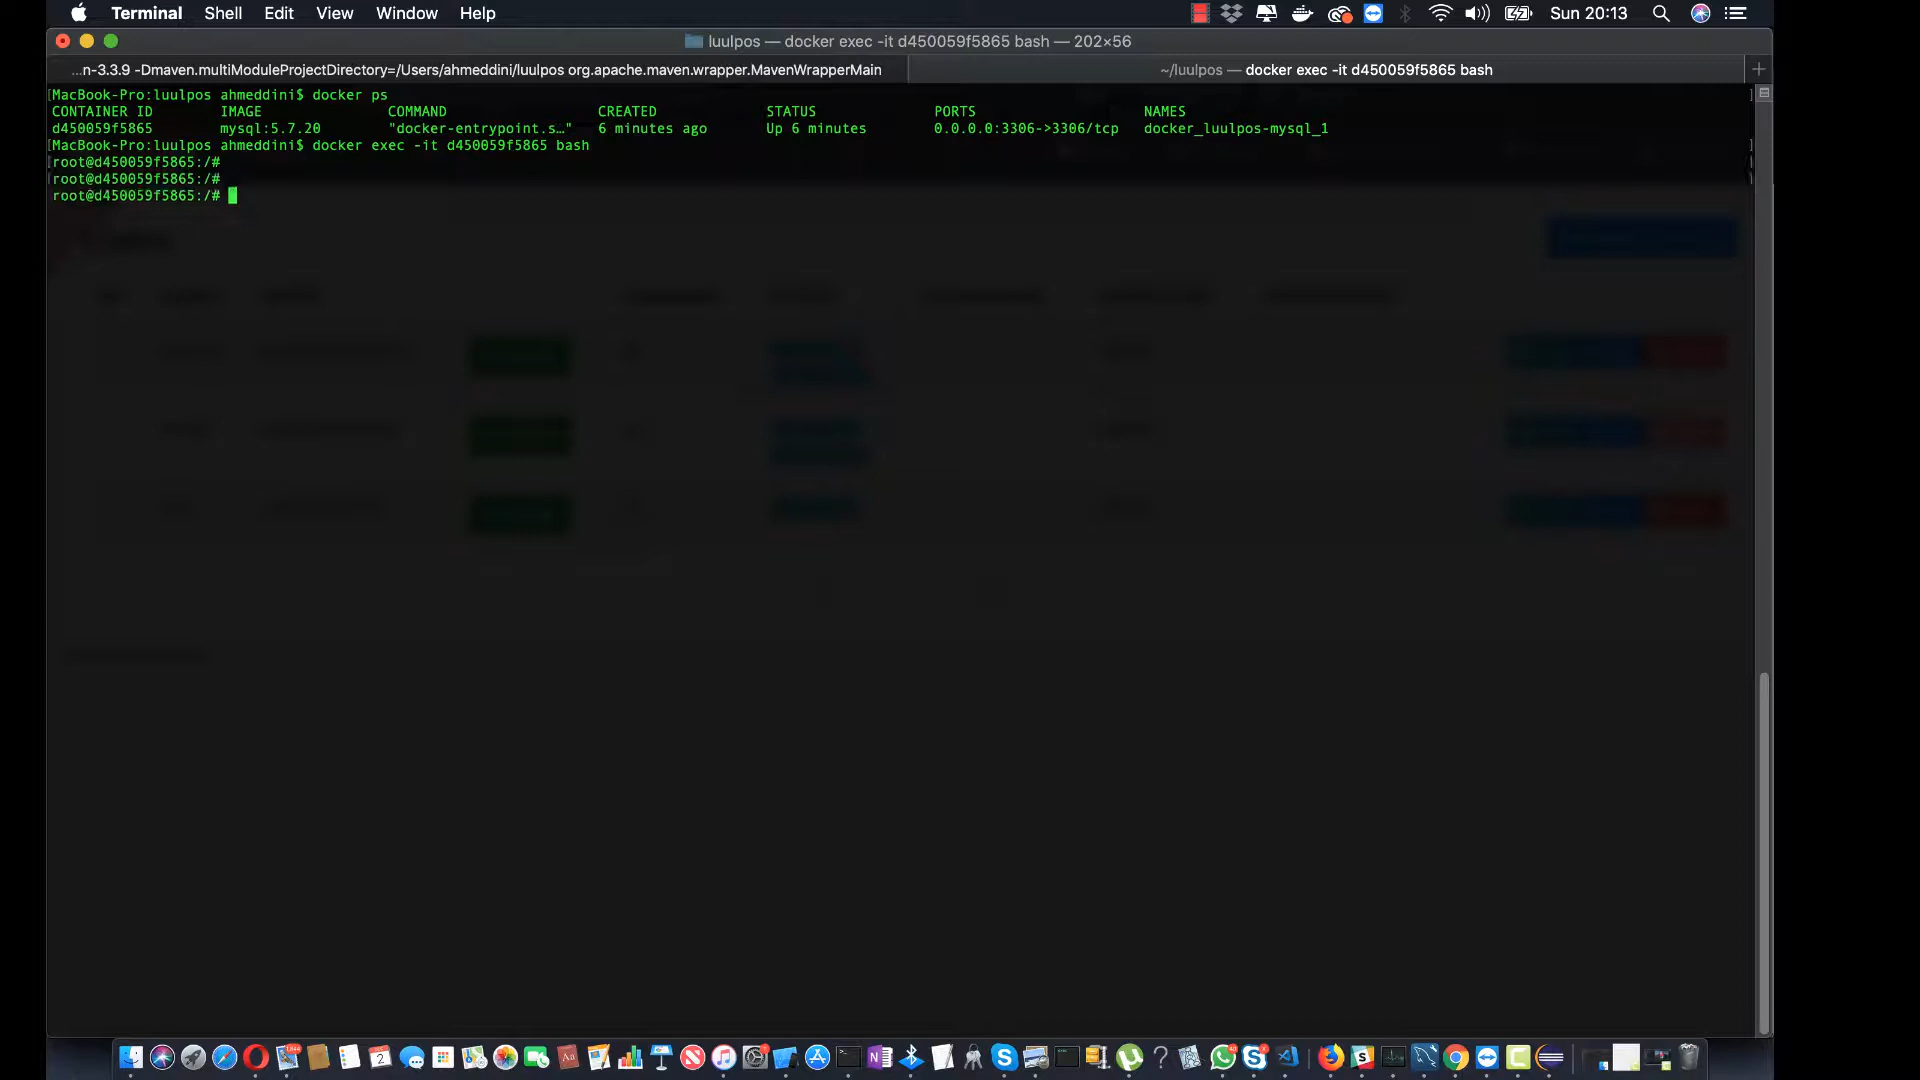 Terminal Shell Edit View Window Help Sun 20:13
luulpos — docker exec -it d450059f5865 bash — 202×56
...n-3.3.9 -Dmaven.multiModuleProjectDirectory=/Users/ahmeddini/luulpos org.apache.maven.wrapper.MavenWrapperMain
~/luulpos — docker exec -it d450059f5865 bash
[MacBook-Pro:luulpos ahmeddini$ docker ps ]
CONTAINER ID IMAGE COMMAND CREATED STATUS PORTS NAMES
d450059f5865 mysql:5.7.20 "docker-entrypoint.s…" 6 minutes ago Up 6 minutes 0.0.0.0:3306->3306/tcp docker_luulpos-mysql_1
[MacBook-Pro:luulpos ahmeddini$ docker exec -it d450059f5865 bash ]
[root@d450059f5865:/#
[root@d450059f5865:/#
root@d450059f5865:/#